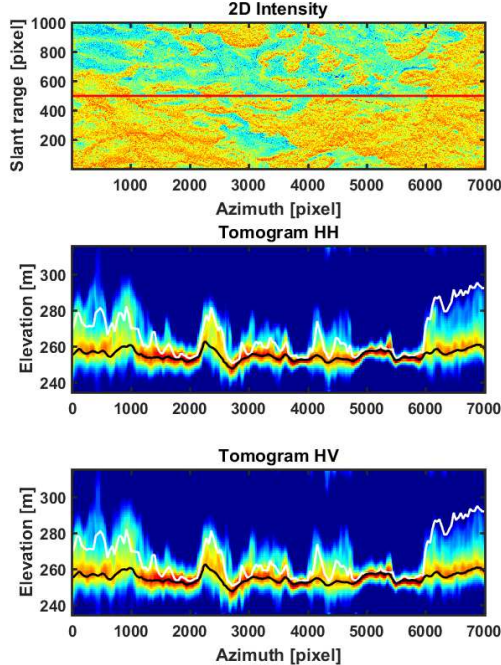 2D Intensity
Slant range [pixel]
1000
800
600
400
200
1000 2000 3000 4000 5000 6000 7000
Azimuth [pixel]
Tomogram HH
Elevation [m]
300
280
260
240
0 1000 2000 3000 4000 5000 6000 7000
Tomogram HV
Elevation [m]
300
280
260
240
0 1000 2000 3000 4000 5000 6000 7000
Azimuth [pixel]